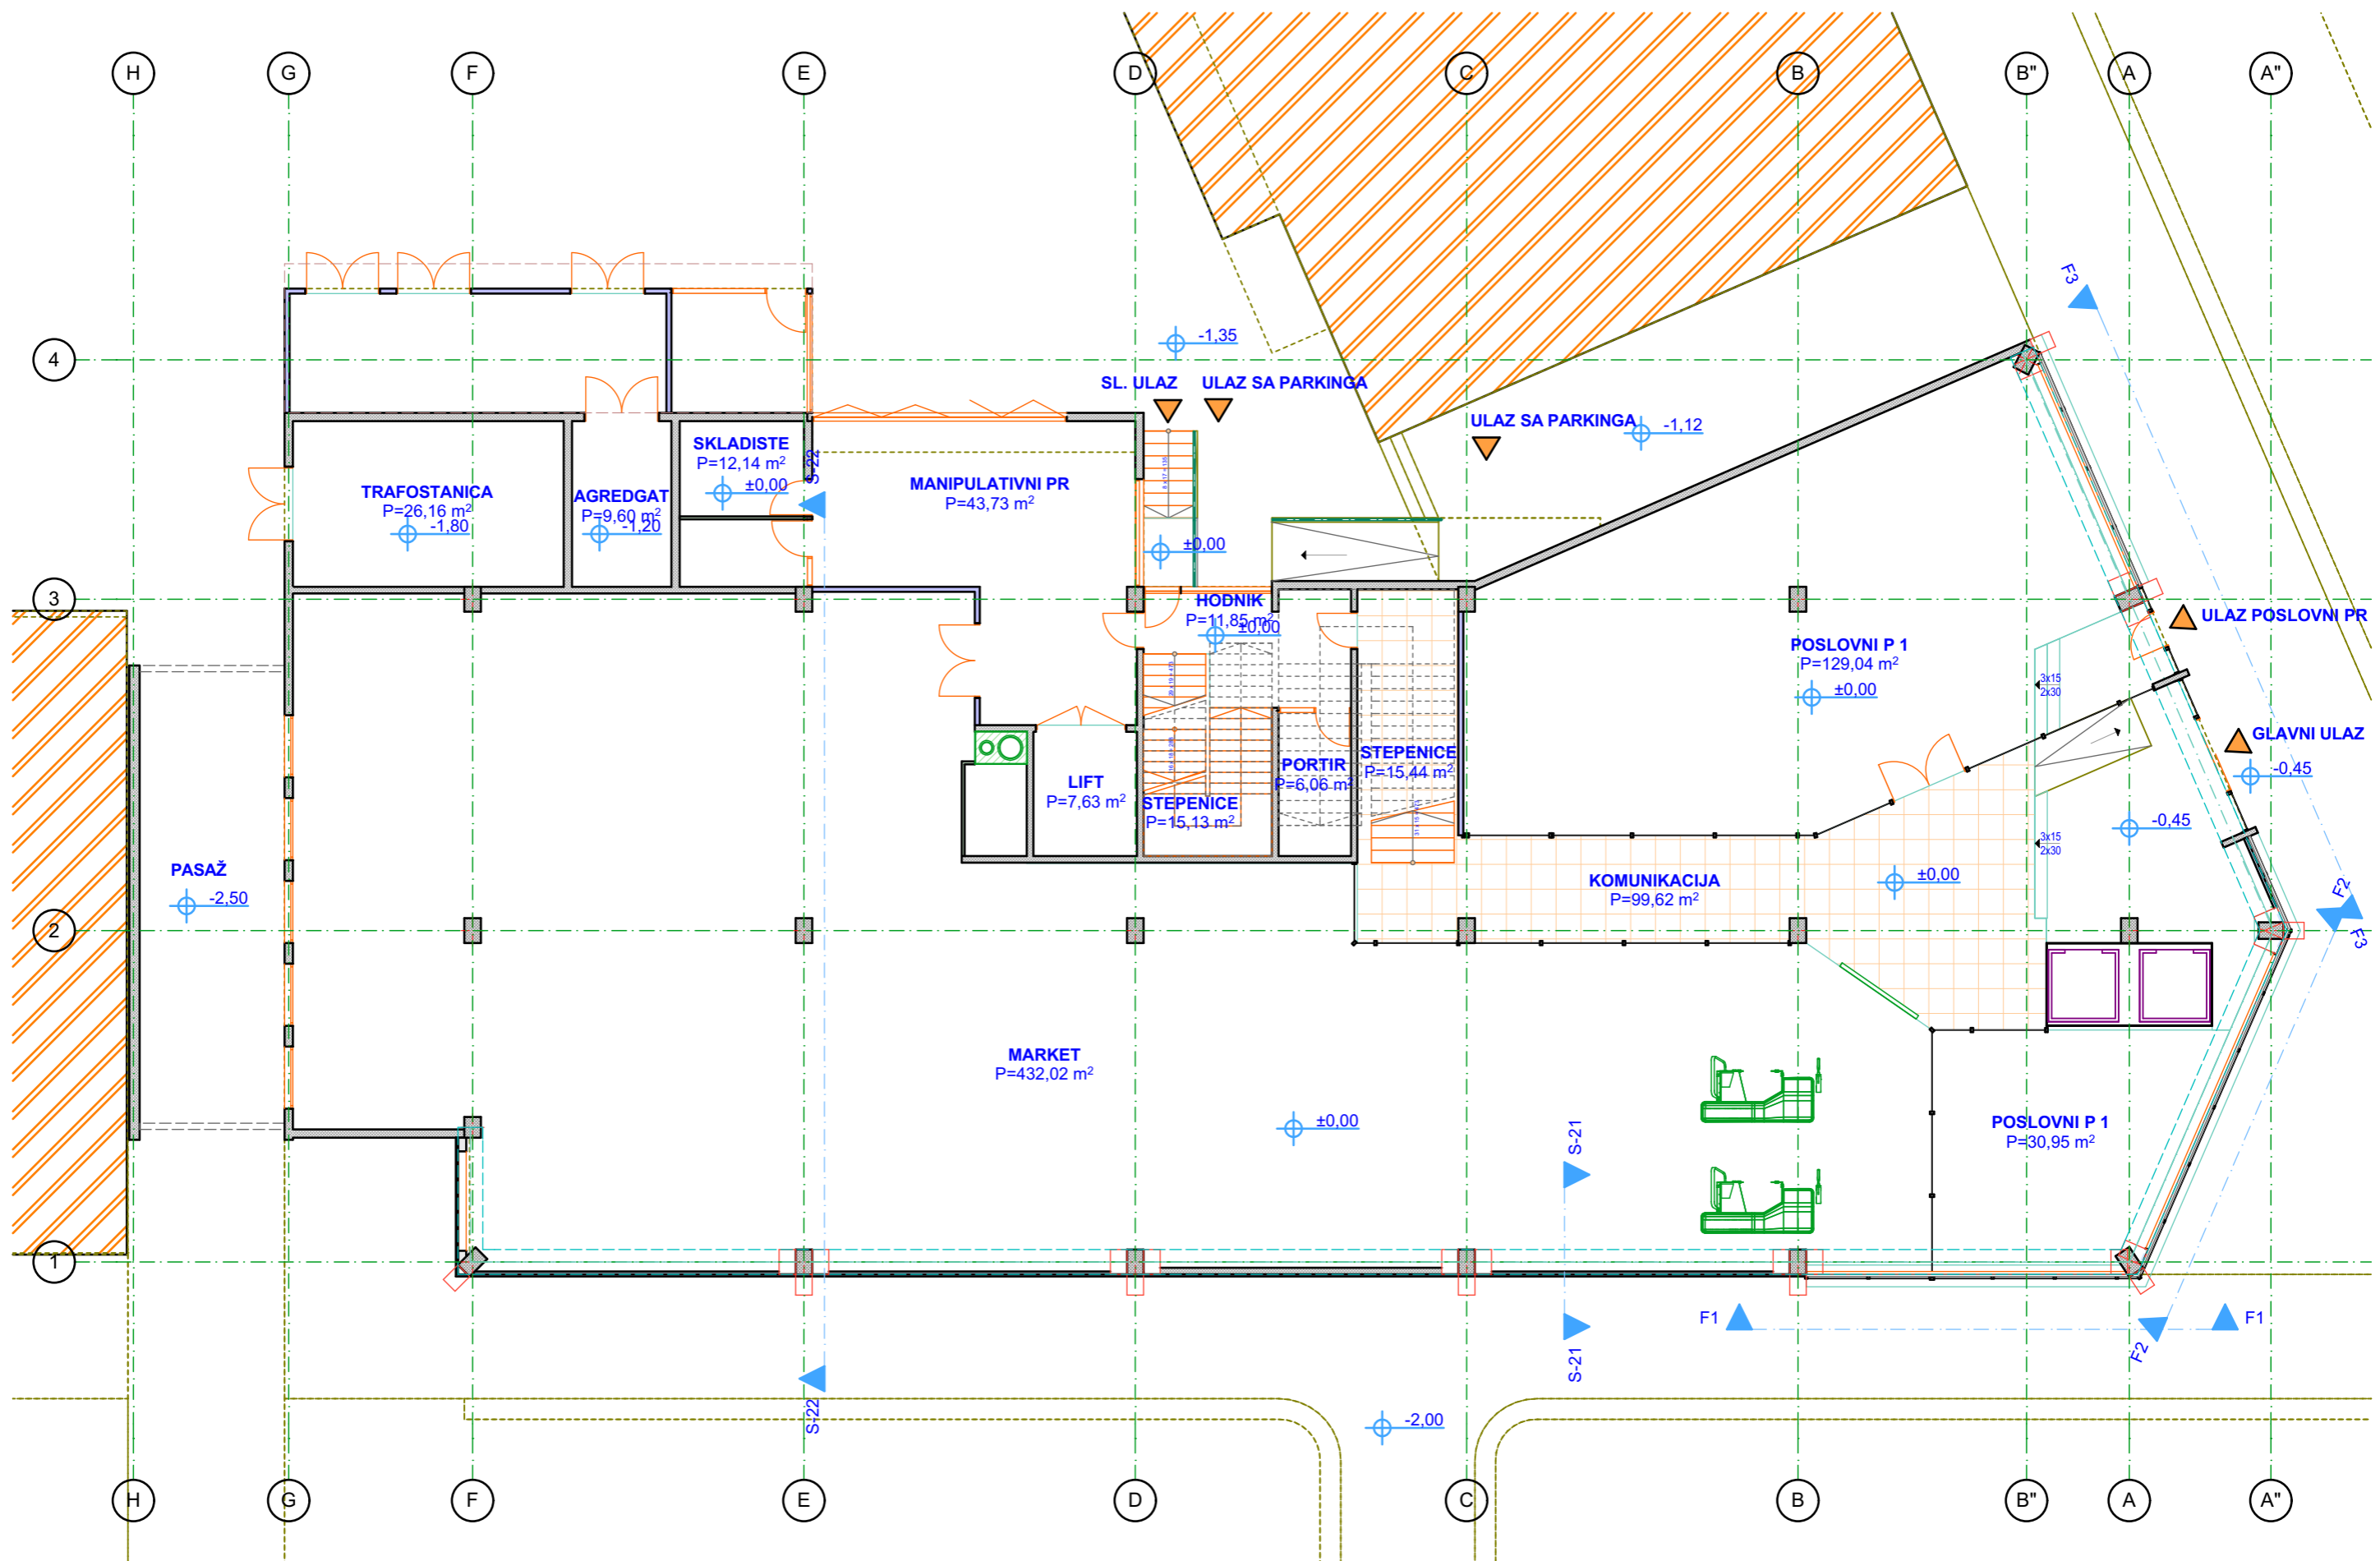 H
G
F
E
D
C
B
B"
A
A"
F3
4
-1,35
SL. ULAZ
ULAZ SA PARKINGA
ULAZ SA PARKINGA
-1,12
SKLADISTE
P=12,14 m²
±0,00
S-22
TRAFOSTANICA
P=26,16 m²
-1,80
AGREDGAT
P=9,60 m²
-1,20
MANIPULATIVNI PR
P=43,73 m²
±0,00
3
HODNIK
P=11,85 m²
±0,00
ULAZ POSLOVNI PR
POSLOVNI P 1
P=129,04 m²
±0,00
3x15
2x30
GLAVNI ULAZ
-0,45
STEPENICE
P=15,44 m²
PORTIR
P=6,06 m²
LIFT
P=7,63 m²
STEPENICE
P=15,13 m²
-0,45
3x15
2x30
PASAŽ
-2,50
KOMUNIKACIJA
P=99,62 m²
±0,00
F2
F3
2
MARKET
P=432,02 m²
±0,00
S-21
POSLOVNI P 1
P=30,95 m²
1
F1
F1
F2
S-21
S-22
-2,00
H
G
F
E
D
C
B
B"
A
A"